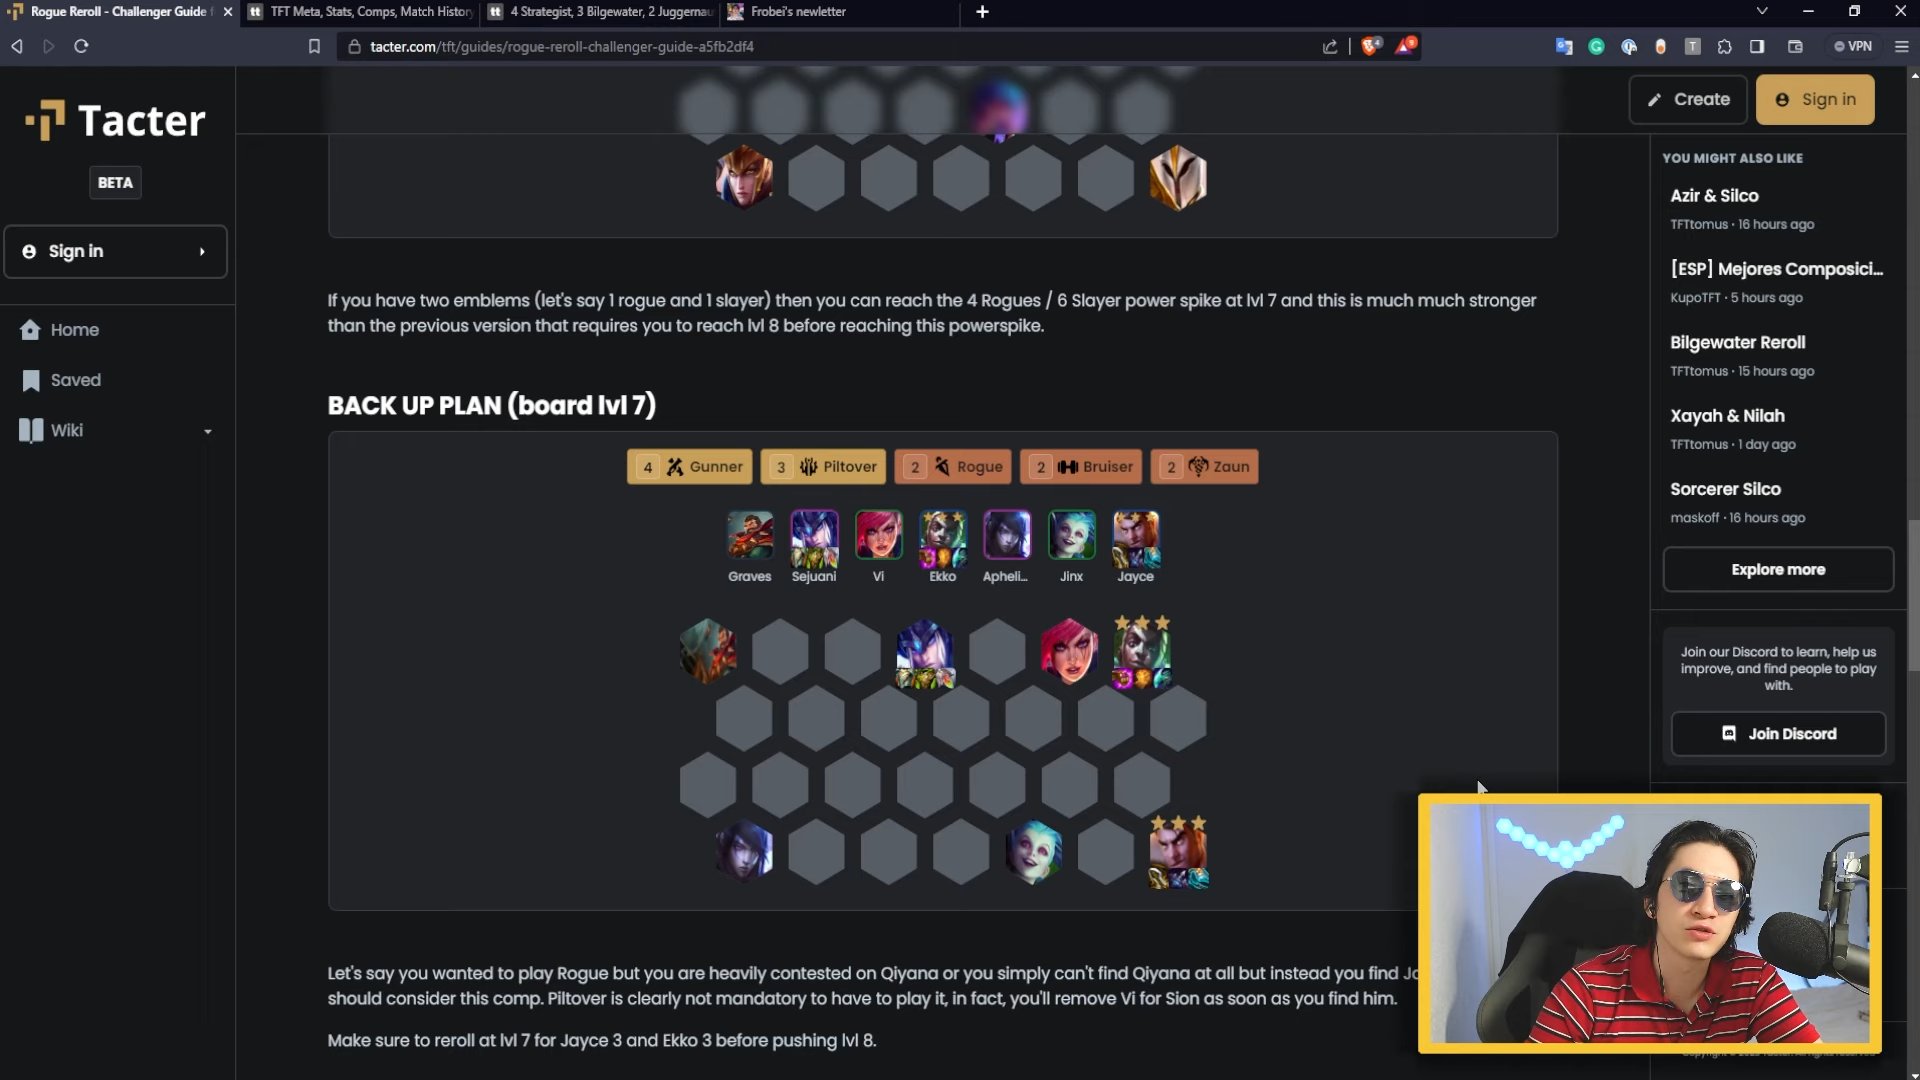 Rogue Reroll - Challenger Guide f
TFT Meta, Stats, Comps, Match History
4 Strategist, 3 Bilgewater, 2 Juggernau
Frobei's newletter
tacter.com/tft/guides/rogue-reroll-challenger-guide-a5fb2df4
VPN
Tacter
BETA
Sign in
Home
Saved
Wiki
Create
Sign in
If you have two emblems (let's say 1 rogue and 1 slayer) then you can reach the 4 Rogues / 6 Slayer power spike at lvl 7 and this is much much stronger
than the previous version that requires you to reach lvl 8 before reaching this powerspike.
BACK UP PLAN (board lvl 7)
4 Gunner
3 Piltover
2 Rogue
2 Bruiser
2 Zaun
Graves
Sejuani
Vi
Ekko
Apheli...
Jinx
Jayce
Let's say you wanted to play Rogue but you are heavily contested on Qiyana or you simply can't find Qiyana at all but instead you find
should consider this comp. Piltover is clearly not mandatory to have to play it, in fact, you'll remove Vi for Sion as soon as you find him.
Make sure to reroll at lvl 7 for Jayce 3 and Ekko 3 before pushing lvl 8.
YOU MIGHT ALSO LIKE
Azir & Silco
TFTtomus · 16 hours ago
[ESP] Mejores Composici...
KupoTFT · 5 hours ago
Bilgewater Reroll
TFTtomus · 15 hours ago
Xayah & Nilah
TFTtomus · 1 day ago
Sorcerer Silco
maskoff · 16 hours ago
Explore more
Join our Discord to learn, help us
improve, and find people to play
with.
Join Discord